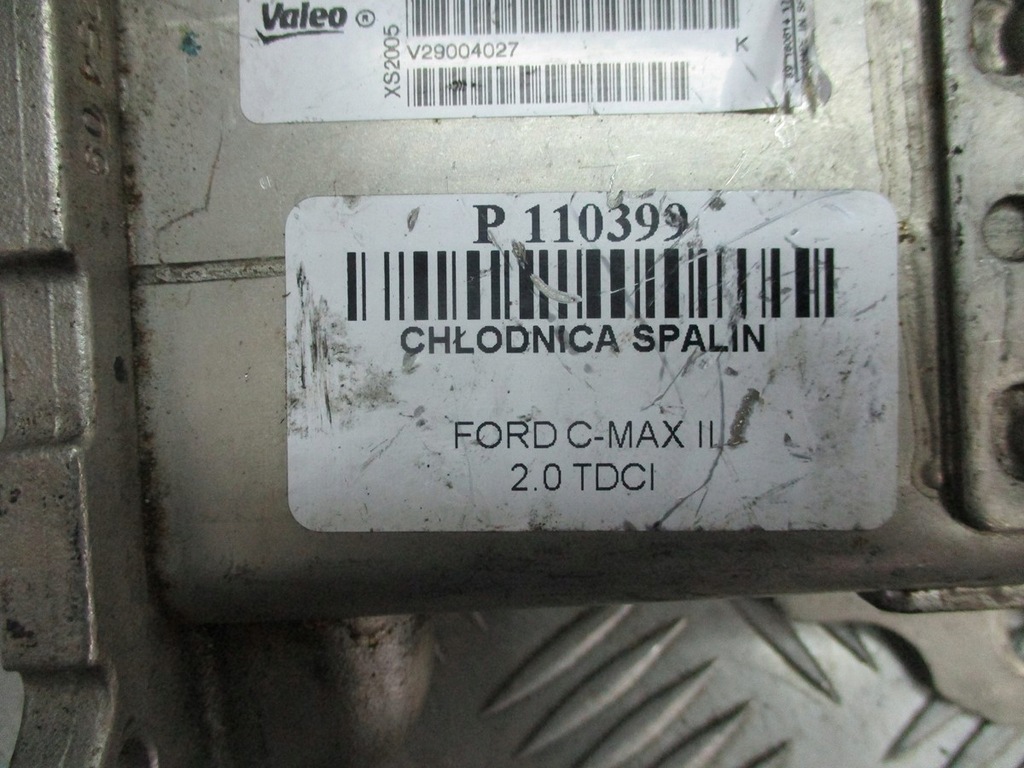 Valeo ®
XS2005
V29004027
K
P 110399
CHŁODNICA SPALIN
FORD C-MAX II
2.0 TDCI